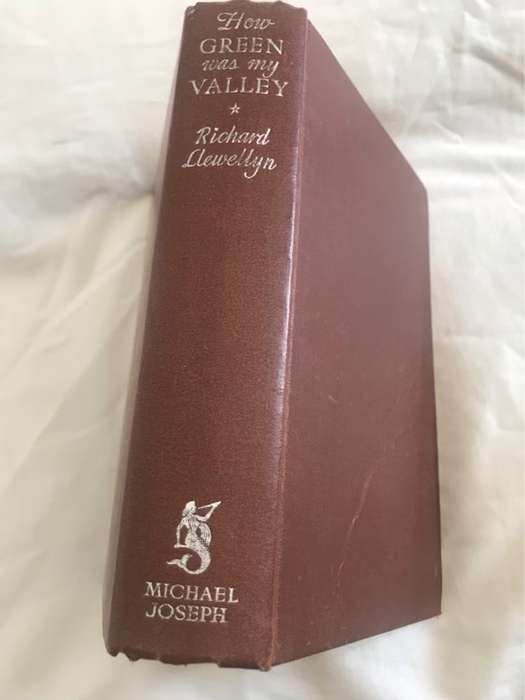 How
GREEN
was my
VALLEY
Richard
Llewellyn
MICHAEL
JOSEPH